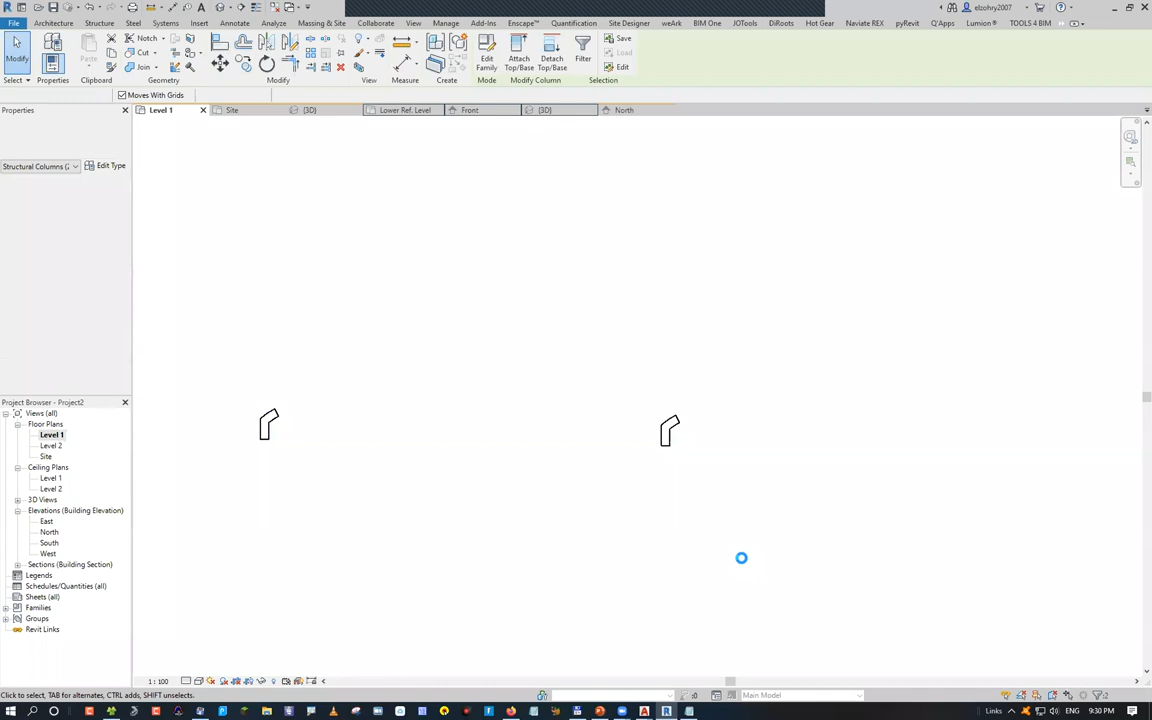 elzohry2007
File Architecture Structure Steel Systems Insert Annotate Analyze Massing & Site Collaborate View Manage Add-Ins Enscape™ Quantification Site Designer weArk BIM One JOTools DiRoots Hot Gear Naviate REX pyRevit Q'Apps TOOLS 4 BIM
Modify Paste Notch Cut Join Edit Family Attach Top/Base Detach Top/Base Filter Save Load Edit
Select Properties Clipboard Geometry Modify View Measure Create Mode Modify Column Selection
Moves With Grids
Properties
Level 1 Site {3D} Lower Ref. Level Front {3D} North
Structural Columns (2 Edit Type
Project Browser - Project2
Views (all)
Floor Plans
Level 1
Level 2
Site
Ceiling Plans
Level 1
Level 2
3D Views
Elevations (Building Elevation)
East
North
South
West
Sections (Building Section)
Legends
Schedules/Quantities (all)
Sheets (all)
Families
Groups
Revit Links
1 : 100
Click to select, TAB for alternates, CTRL adds, SHIFT unselects. :0 Main Model :2
Links ENG 9:30 PM